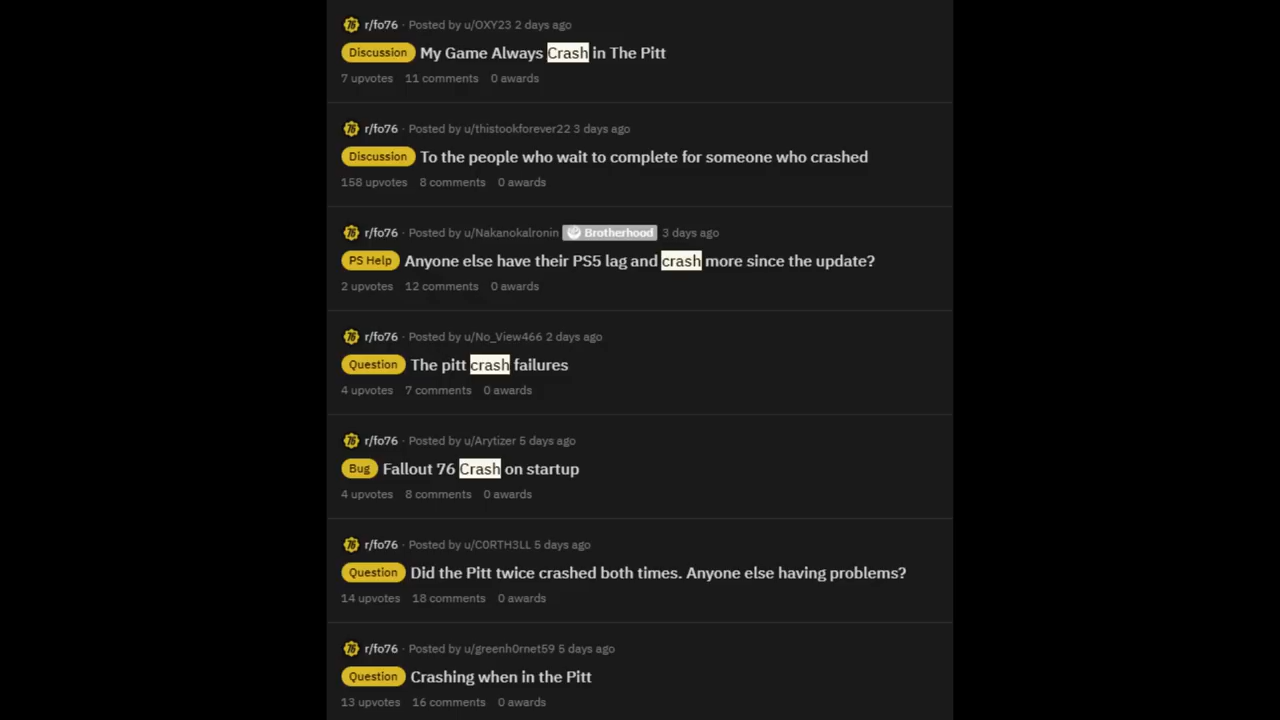 r/fo76 · Posted by u/OXY23 2 days ago
Discussion My Game Always Crash in The Pitt
7 upvotes 11 comments 0 awards
r/fo76 · Posted by u/thistookforever22 3 days ago
Discussion To the people who wait to complete for someone who crashed
158 upvotes 8 comments 0 awards
r/fo76 · Posted by u/Nakanokalronin Brotherhood 3 days ago
PS Help Anyone else have their PS5 lag and crash more since the update?
2 upvotes 12 comments 0 awards
r/fo76 · Posted by u/No_View466 2 days ago
Question The pitt crash failures
4 upvotes 7 comments 0 awards
r/fo76 · Posted by u/Arytizer 5 days ago
Bug Fallout 76 Crash on startup
4 upvotes 8 comments 0 awards
r/fo76 · Posted by u/C0RTH3LL 5 days ago
Question Did the Pitt twice crashed both times. Anyone else having problems?
14 upvotes 18 comments 0 awards
r/fo76 · Posted by u/greenh0rnet59 5 days ago
Question Crashing when in the Pitt
13 upvotes 16 comments 0 awards